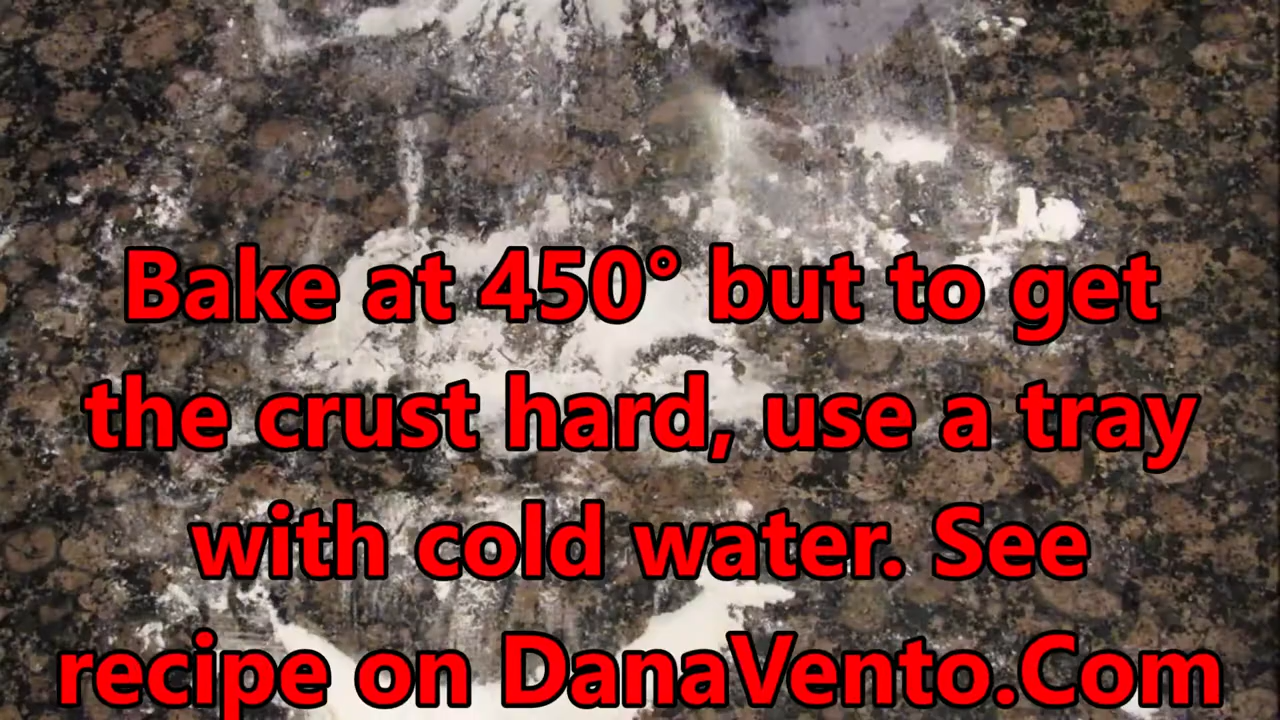 Bake at 450° but to get
the crust hard, use a tray
with cold water. See
recipe on DanaVento.Com